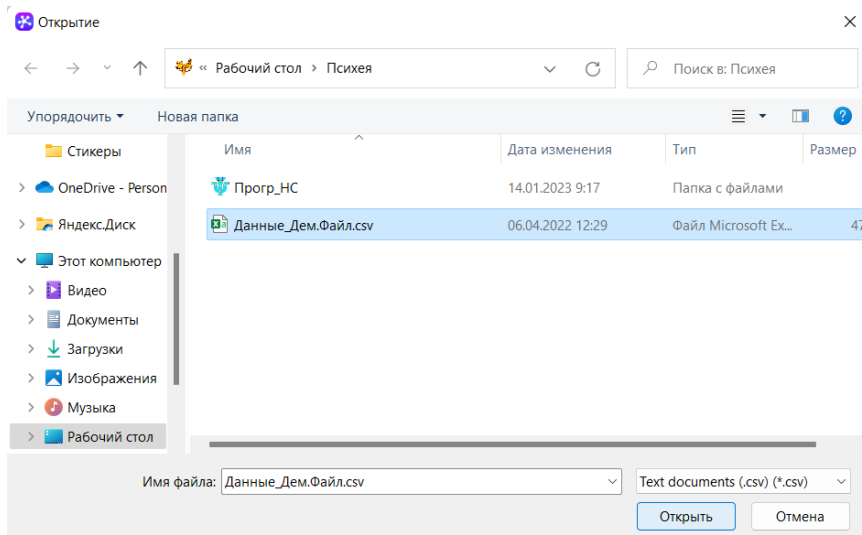 Открытие
« Рабочий стол › Психея
Поиск в: Психея
Упорядочить Новая папка
Имя Дата изменения Тип Размер
Стикеры
OneDrive - Person
Яндекс.Диск
Этот компьютер
Видео
Документы
Загрузки
Изображения
Музыка
Рабочий стол
Прогр_НС 14.01.2023 9:17 Папка с файлами
Данные_Дем.Файл.csv 06.04.2022 12:29 Файл Microsoft Ex... 47
Имя файла: Данные_Дем.Файл.csv Text documents (.csv) (*.csv)
Открыть Отмена